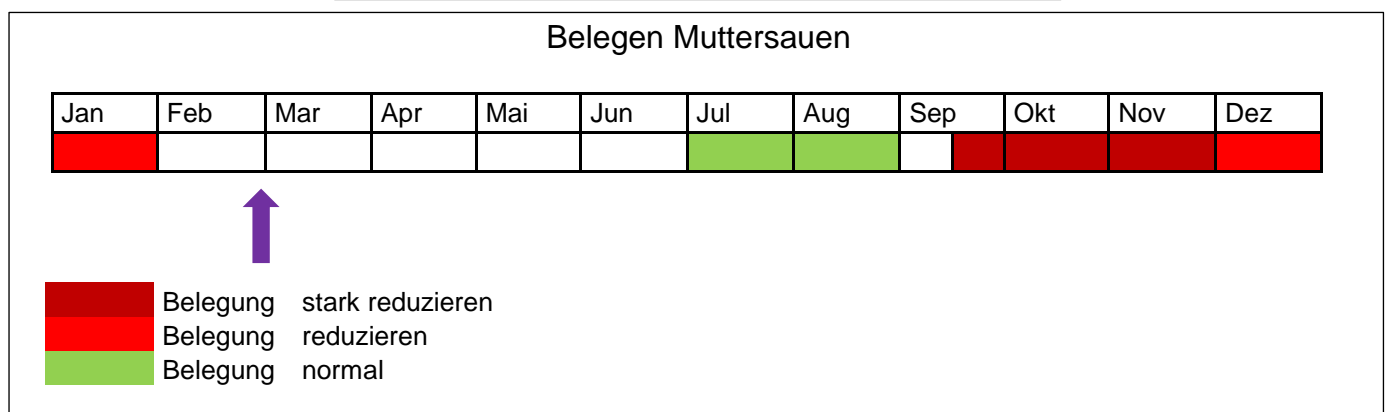 Belegen Muttersauen
Jan Feb Mar Apr Mai Jun Jul Aug Sep Okt Nov Dez
Belegung stark reduzieren
Belegung reduzieren
Belegung normal